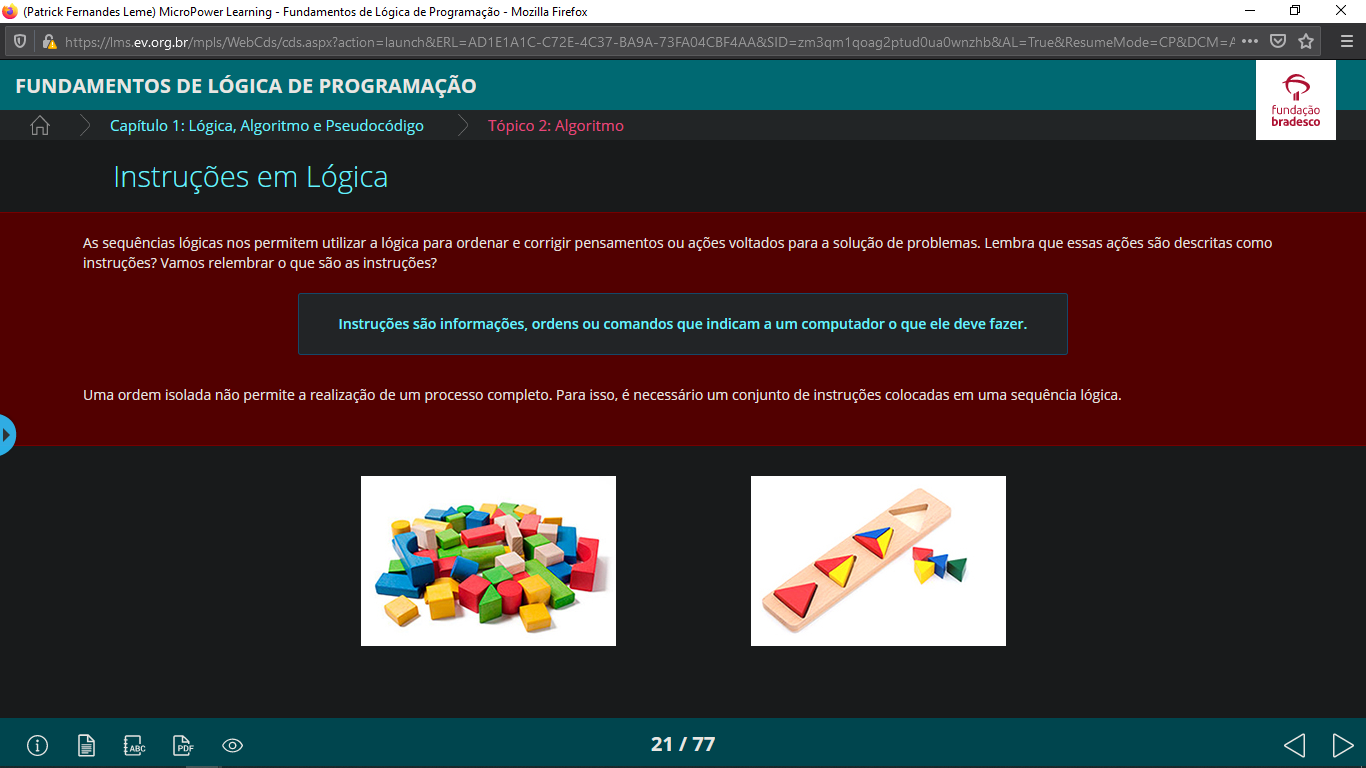 (Patrick Fernandes Leme) MicroPower Learning - Fundamentos de Lógica de Programação - Mozilla Firefox
https://lms.ev.org.br/mpls/WebCds/cds.aspx?action=launch&ERL=AD1E1A1C-C72E-4C37-BA9A-73FA04CBF4AA&SID=zm3qm1qoag2ptud0ua0wnzhb&AL=True&ResumeMode=CP&DCM=A
FUNDAMENTOS DE LÓGICA DE PROGRAMAÇÃO
fundação
bradesco
Capítulo 1: Lógica, Algoritmo e Pseudocódigo
Tópico 2: Algoritmo
Instruções em Lógica
As sequências lógicas nos permitem utilizar a lógica para ordenar e corrigir pensamentos ou ações voltados para a solução de problemas. Lembra que essas ações são descritas como
instruções? Vamos relembrar o que são as instruções?
Instruções são informações, ordens ou comandos que indicam a um computador o que ele deve fazer.
Uma ordem isolada não permite a realização de um processo completo. Para isso, é necessário um conjunto de instruções colocadas em uma sequência lógica.
ABC
PDF
21 / 77